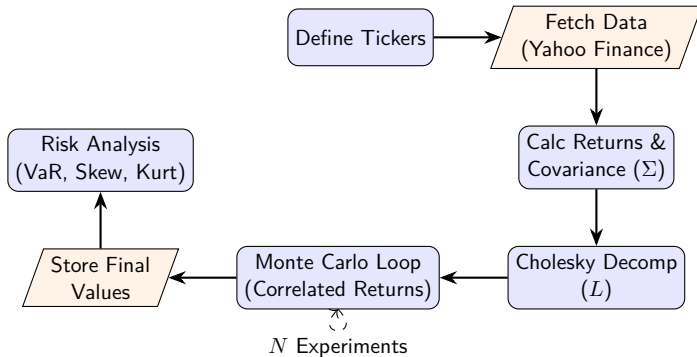 Define Tickers
Fetch Data
(Yahoo Finance)
Calc Returns &
Covariance (Σ)
Cholesky Decomp
(L)
Monte Carlo Loop
(Correlated Returns)
N Experiments
Store Final
Values
Risk Analysis
(VaR, Skew, Kurt)